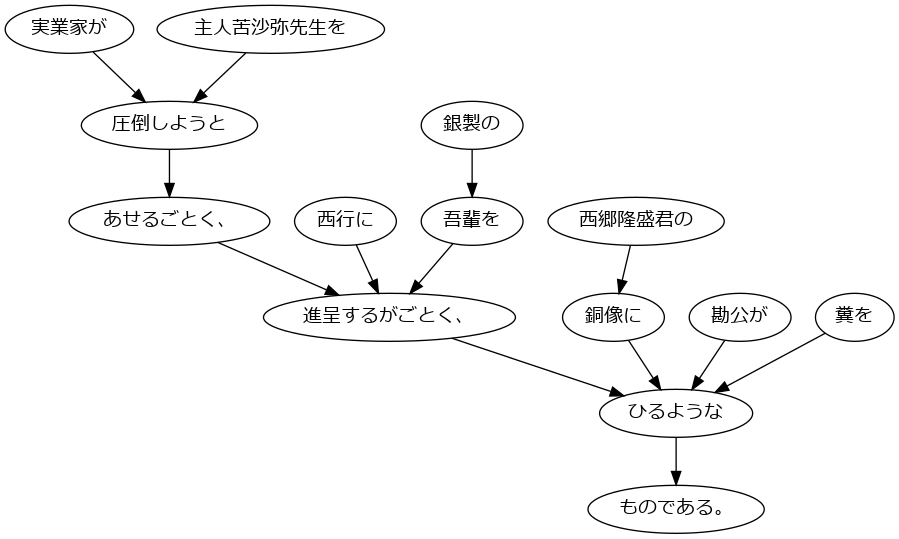 実業家が
主人苦沙弥先生を
圧倒しようと
銀製の
あせるごとく、
西行に
吾輩を
西郷隆盛君の
進呈するがごとく、
銅像に
勘公が
糞を
ひるような
ものである。